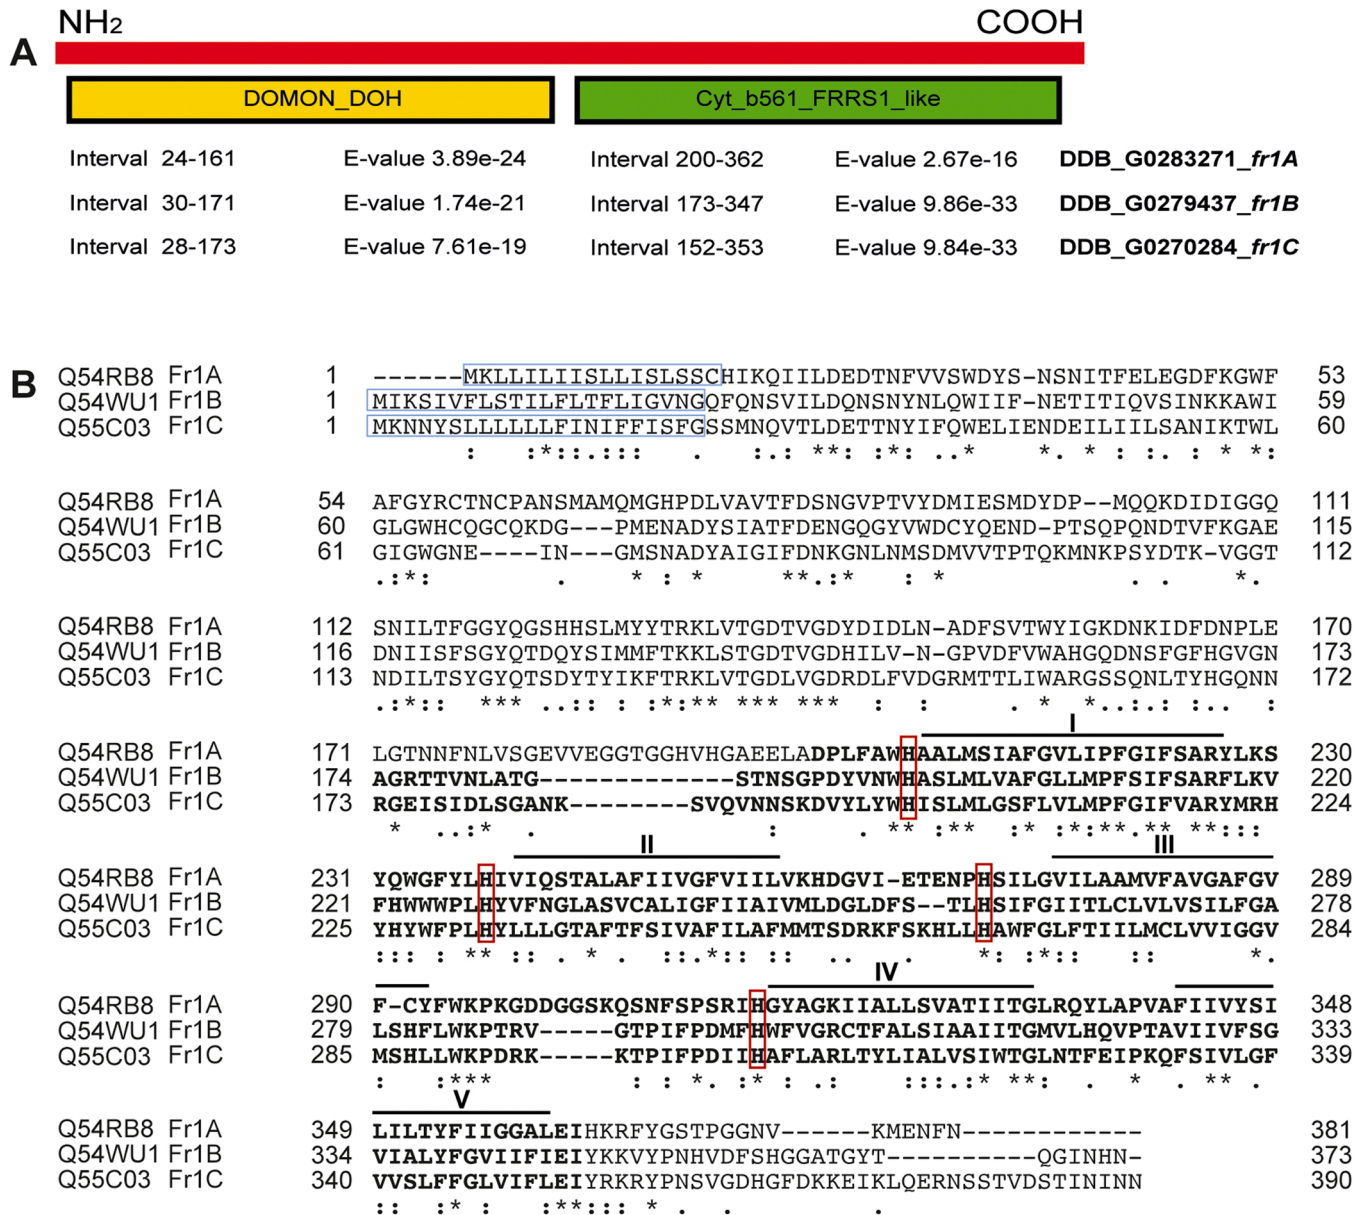 NH2 COOH
A
DOMON_DOH Cyt_b561_FRRS1_like
Interval 24-161 E-value 3.89e-24 Interval 200-362 E-value 2.67e-16 DDB_G0283271_fr1A
Interval 30-171 E-value 1.74e-21 Interval 173-347 E-value 9.86e-33 DDB_G0279437_fr1B
Interval 28-173 E-value 7.61e-19 Interval 152-353 E-value 9.84e-33 DDB_G0270284_fr1C
B
Q54RB8 Fr1A 1 ------MKLLILIISLLISLSSCHIKQIILDEDTNFVVSWDYS-NSNITFELEGDFKGWF 53
Q54WU1 Fr1B 1 MIKSIVFLSTILFLTFLIGVNGQFQNSVILDQNSNYNLQWIIF-NETITIQVSINKKAWI 59
Q55C03 Fr1C 1 MKNNYSLLLLLLFINIFFISFGSSMNQVTLDETTNYIFQWELIENDEILIILSANIKTWL 60
: :*::.::: . :.: **: :*: ..* *. : :. : * *:
Q54RB8 Fr1A 54 AFGYRCTNCPANSMAMQMGHPDLVAVTFDSNGVPTVYDMIESMDYDP--MQQKDIDIGGQ 111
Q54WU1 Fr1B 60 GLGWHCQGCQKDG---PMENADYSIATFDENGQGYVWDCYQEND-PTSQPQNDTVFKGAE 115
Q55C03 Fr1C 61 GIGWGNE----IN---GMSNADYAIGIFDNKGNLNMSDMVVTPTQKMNKPSYDTK-VGGT 112
.:*: . * : * **.:* : * . . *.
Q54RB8 Fr1A 112 SNILTFGGYQGSHHSLMYYTRKLVTGDTVGDYDIDLN-ADFSVTWYIGKDNKIDFDNPLE 170
Q54WU1 Fr1B 116 DNIISFSGYQTDQYSIMMFTKKLSTGDTVGDHILV-N-GPVDFVWAHGQDNSFGFHGVGN 173
Q55C03 Fr1C 113 NDILTSYGYQTSDYTYIKFTRKLVTGDLVGDRDLFVDGRMTTLIWARGSSQNLTYHGQNN 172
.:*:: *** ..:: : *:** *** *** : : . * *..:.: :.. :
I
Q54RB8 Fr1A 171 LGTNNFNLVSGEVVEGGTGGHVHGAEELADPLFAWHAALMSIAFGVLIPFGIFSARYLKS 230
Q54WU1 Fr1B 174 AGRTTVNLATG-------------STNSGPDYVNWHASLMLVAFGLLMPFSIFSARFLKV 220
Q55C03 Fr1C 173 RGEISIDLSGANK--------SVQVNNSKDVYLYWHISLMLGSFLVLMPFGIFVARYMRH 224
* ..:* . : . ** :** :* :*:**.** **:::
II III
Q54RB8 Fr1A 231 YQWGFYLHIVIQSTALAFIIVGFVIILVKHDGVI-ETENPHSILGVILAAMVFAVGAFGV 289
Q54WU1 Fr1B 221 FHWWWPLHYVFNGLASVCALIGFIIAIVMLDGLDFS--TLHSIFGIITLCLVLVSILFGA 278
Q55C03 Fr1C 225 YHYWFPLHYLLLGTAFTFSIVAFILAFMMTSDRKFSKHLLHAWFGLFTIILMCLVVIGGV 284
::: : ** :: . * . ::.::: :: .. . *: :*:: :: *.
IV
Q54RB8 Fr1A 290 F-CYFWKPKGDDGGSKQSNFSPSRIHGYAGKIIALLSVATIITGLRQYLAPVAFIIVYSI 348
Q54WU1 Fr1B 279 LSHFLWKPTRV-----GTPIFPDMFHWFVGRCTFALSIAAIITGMVLHQVPTAVIIVFSG 333
Q55C03 Fr1C 285 MSHLLWKPDRK-----KTPIFPDIIHAFLARLTYLIALVSIWTGLNTFEIPKQFSIVLGF 339
: :*** : : *. :* : .: :::.:* **: . * . ** .
V
Q54RB8 Fr1A 349 LILTYFIIGGALEIHKRFYGSTPGGNV------KMENFN------------ 381
Q54WU1 Fr1B 334 VIALYFGVIIFIEIYKKVYPNHVDFSHGGATGYT----------QGINHN- 373
Q55C03 Fr1C 340 VVSLFFGLVIFLEIYRKRYPNSVGDHGFDKKEIKLQERNSSTVDSTININN 390
:: :* : :**::: * . . .